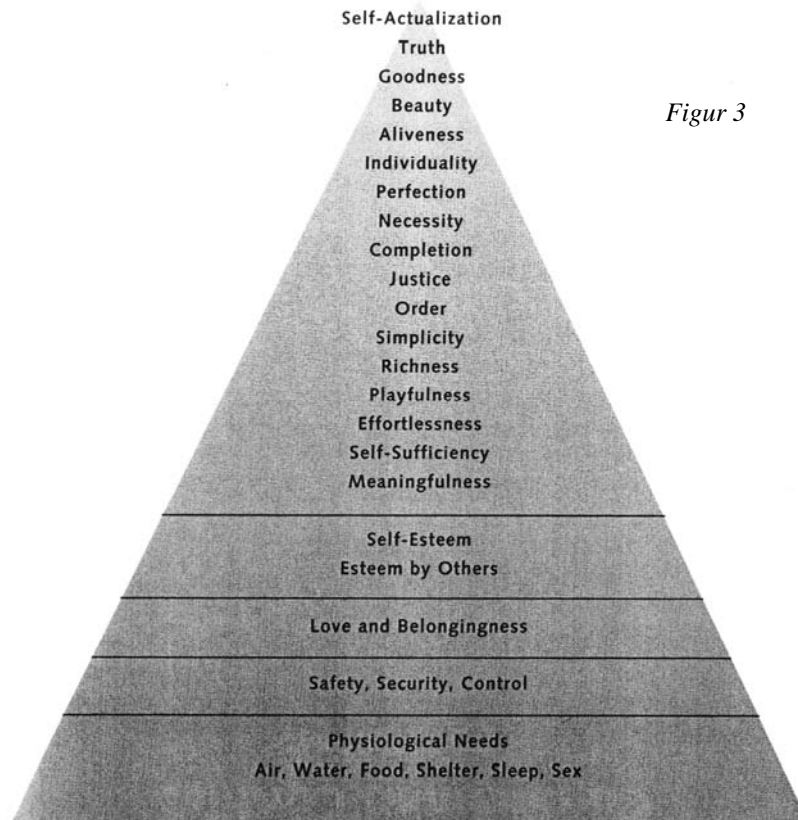 Self-Actualization
Truth
Goodness
Beauty
Figur 3
Aliveness
Individuality
Perfection
Necessity
Completion
Justice
Order
Simplicity
Richness
Playfulness
Effortlessness
Self-Sufficiency
Meaningfulness
Self-Esteem
Esteem by Others
Love and Belongingness
Safety, Security, Control
Physiological Needs
Air, Water, Food, Shelter, Sleep, Sex